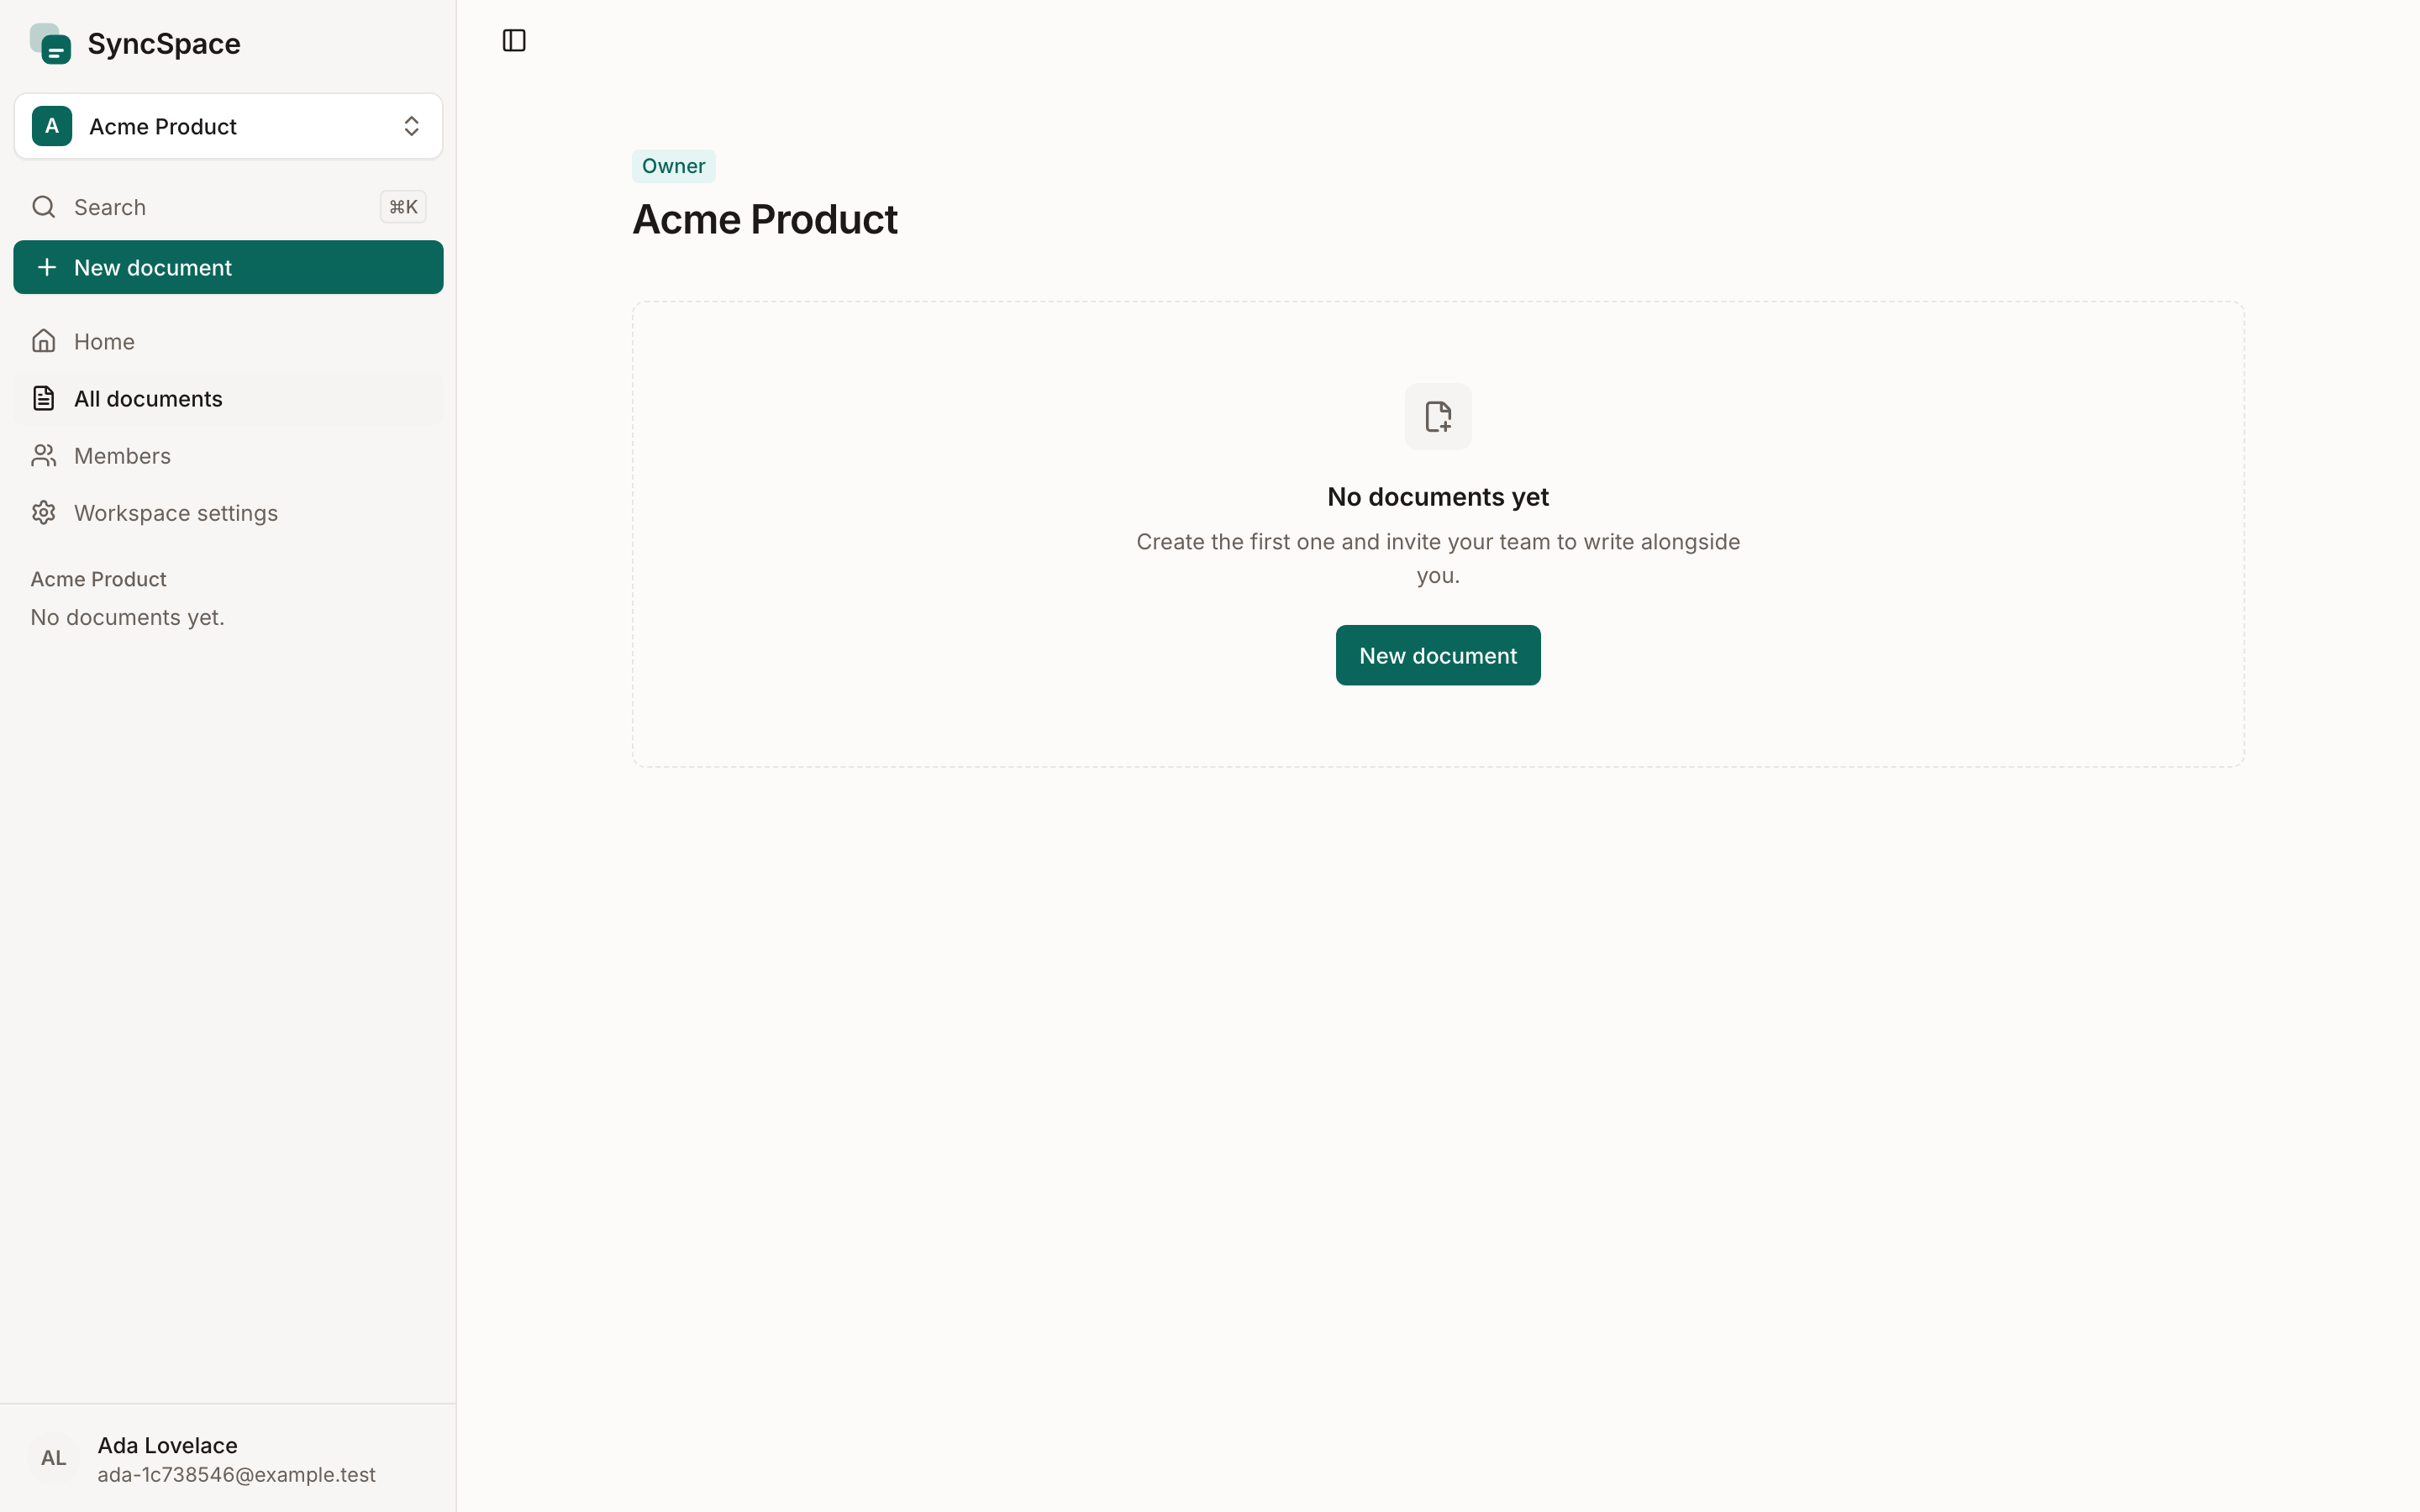 SyncSpace
A
Acme Product
Search
⌘K
New document
Home
All documents
Members
Workspace settings
Acme Product
No documents yet.
AL
Ada Lovelace
ada-1c738546@example.test
Owner
Acme Product
No documents yet
Create the first one and invite your team to write alongside
you.
New document